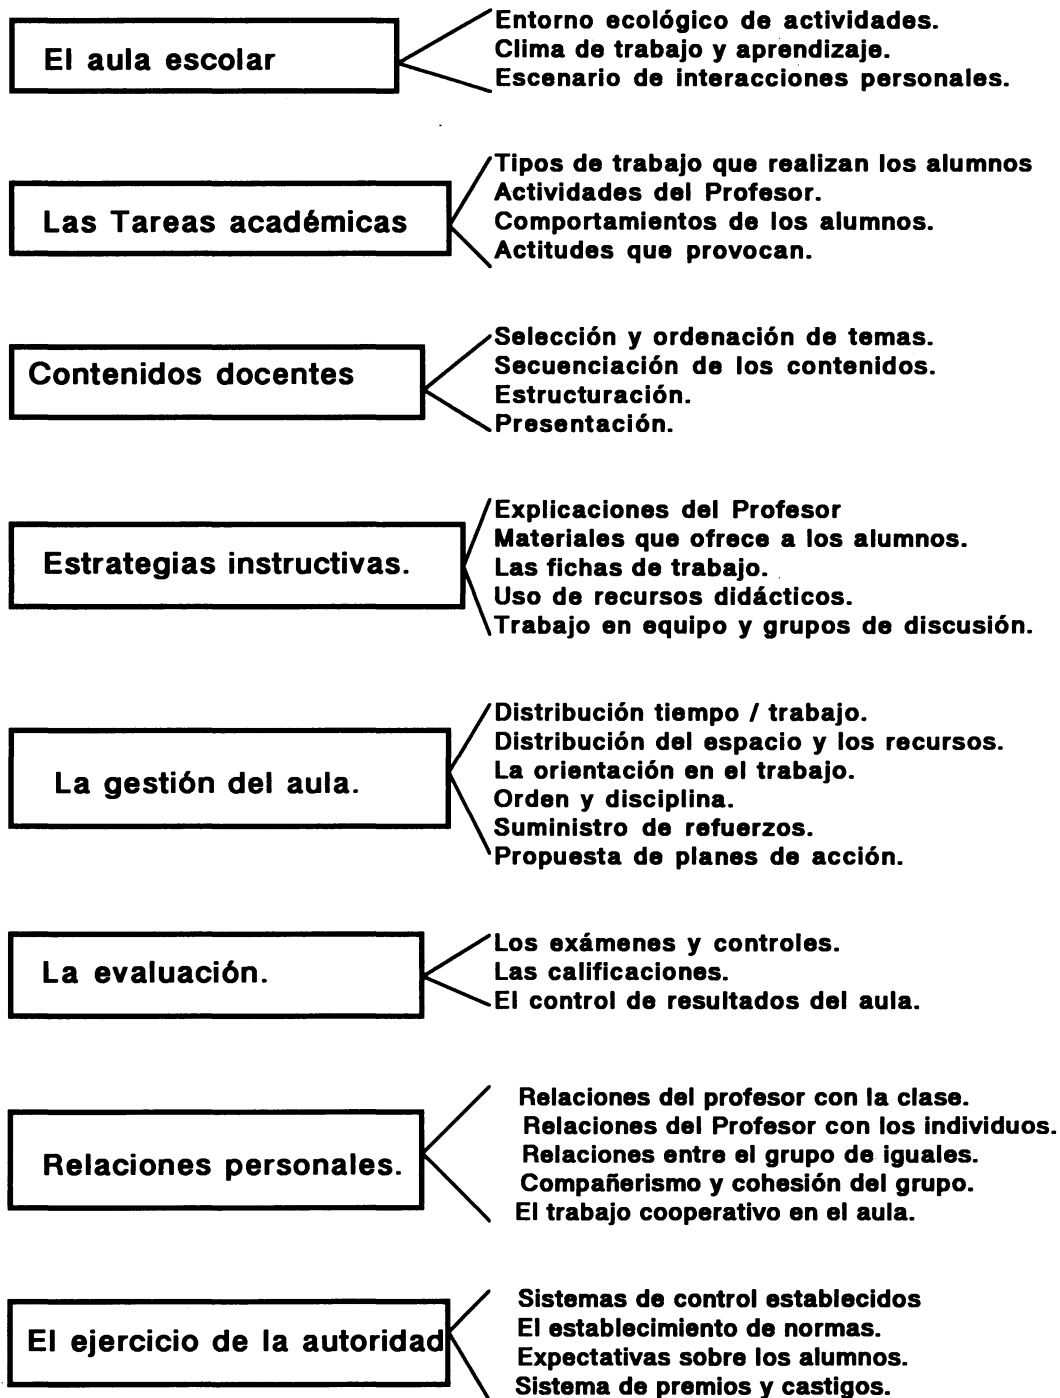 El aula escolar
Entorno ecológico de actividades.
Clima de trabajo y aprendizaje.
Escenario de interacciones personales.
Las Tareas académicas
Tipos de trabajo que realizan los alumnos
Actividades del Profesor.
Comportamientos de los alumnos.
Actitudes que provocan.
Contenidos docentes
Selección y ordenación de temas.
Secuenciación de los contenidos.
Estructuración.
Presentación.
Estrategias instructivas.
Explicaciones del Profesor
Materiales que ofrece a los alumnos.
Las fichas de trabajo.
Uso de recursos didácticos.
Trabajo en equipo y grupos de discusión.
La gestión del aula.
Distribución tiempo / trabajo.
Distribución del espacio y los recursos.
La orientación en el trabajo.
Orden y disciplina.
Suministro de refuerzos.
Propuesta de planes de acción.
La evaluación.
Los exámenes y controles.
Las calificaciones.
El control de resultados del aula.
Relaciones personales.
Relaciones del profesor con la clase.
Relaciones del Profesor con los individuos.
Relaciones entre el grupo de iguales.
Compañerismo y cohesión del grupo.
El trabajo cooperativo en el aula.
El ejercicio de la autoridad
Sistemas de control establecidos
El establecimiento de normas.
Expectativas sobre los alumnos.
Sistema de premios y castigos.